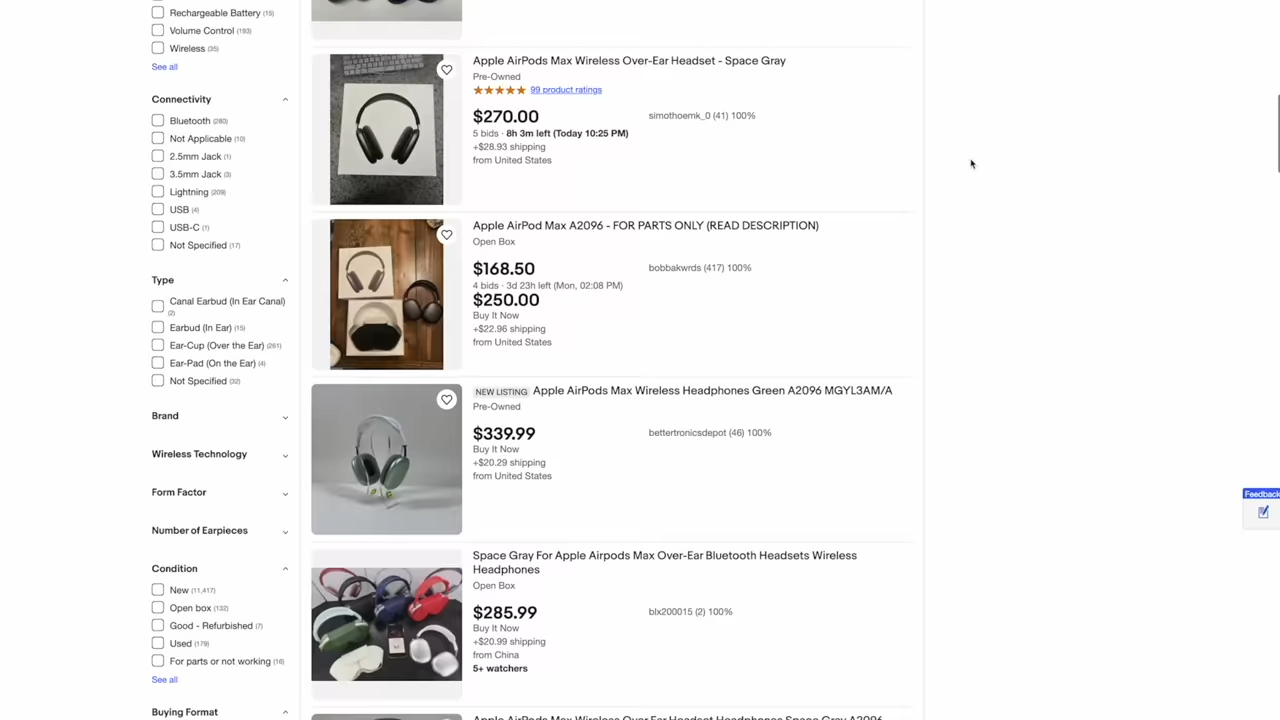 Rechargeable Battery (15)
Volume Control (193)
Wireless (35)
See all
Connectivity
Bluetooth (280)
Not Applicable (10)
2.5mm Jack (1)
3.5mm Jack (3)
Lightning (209)
USB (4)
USB-C (1)
Not Specified (17)
Type
Canal Earbud (In Ear Canal)
(2)
Earbud (In Ear) (15)
Ear-Cup (Over the Ear) (261)
Ear-Pad (On the Ear) (4)
Not Specified (32)
Brand
Wireless Technology
Form Factor
Number of Earpieces
Condition
New (11,417)
Open box (132)
Good - Refurbished (7)
Used (179)
For parts or not working (16)
See all
Buying Format
Apple AirPods Max Wireless Over-Ear Headset - Space Gray
Pre-Owned
99 product ratings
$270.00
simothoemk_0 (41) 100%
5 bids · 8h 3m left (Today 10:25 PM)
+$28.93 shipping
from United States
Apple AirPod Max A2096 - FOR PARTS ONLY (READ DESCRIPTION)
Open Box
$168.50
bobbakwrds (417) 100%
4 bids · 3d 23h left (Mon, 02:08 PM)
$250.00
Buy It Now
+$22.96 shipping
from United States
NEW LISTING Apple AirPods Max Wireless Headphones Green A2096 MGYL3AM/A
Pre-Owned
$339.99
bettertronicsdepot (46) 100%
Buy It Now
+$20.29 shipping
from United States
Space Gray For Apple Airpods Max Over-Ear Bluetooth Headsets Wireless
Headphones
Open Box
$285.99
blx200015 (2) 100%
Buy It Now
+$20.99 shipping
from China
5+ watchers
Apple AirPods Max Wireless Over Ear Headset Headphones Space Gray A2096
Feedback